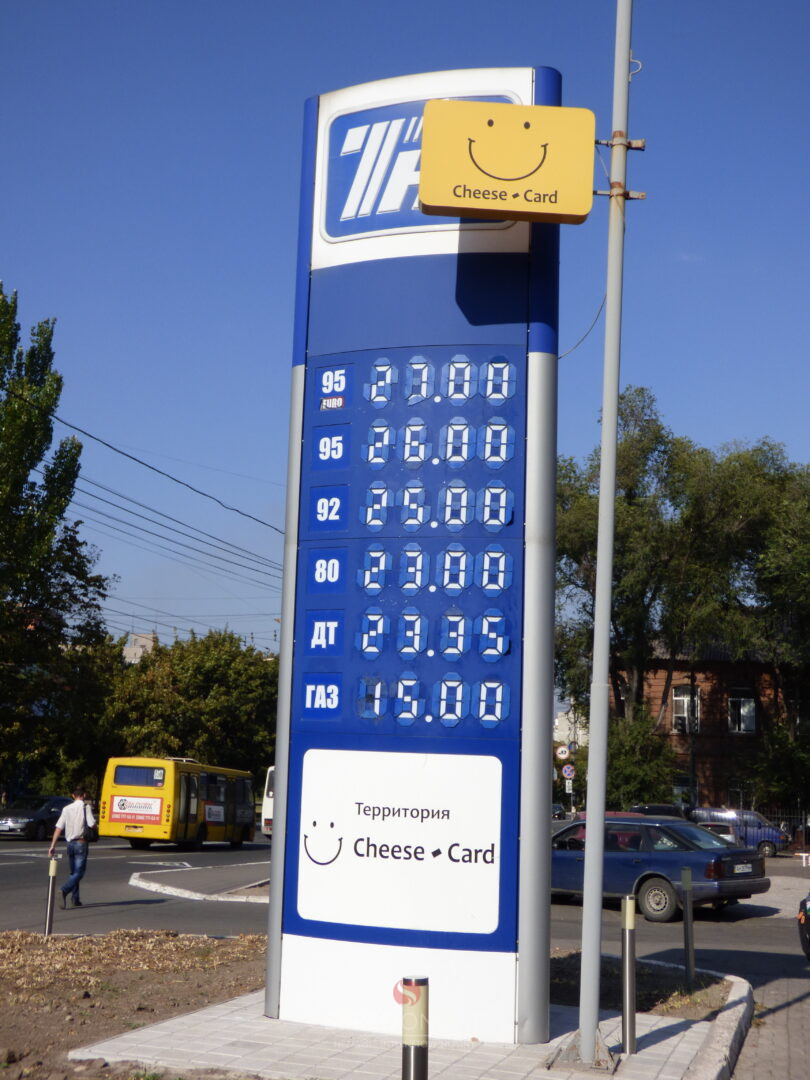 Cheese ◆ Card
95 27.00
EURO
95 26.00
92 25.00
80 23.00
ДТ 23.35
ГАЗ 15.00
Территория
Cheese ◆ Card